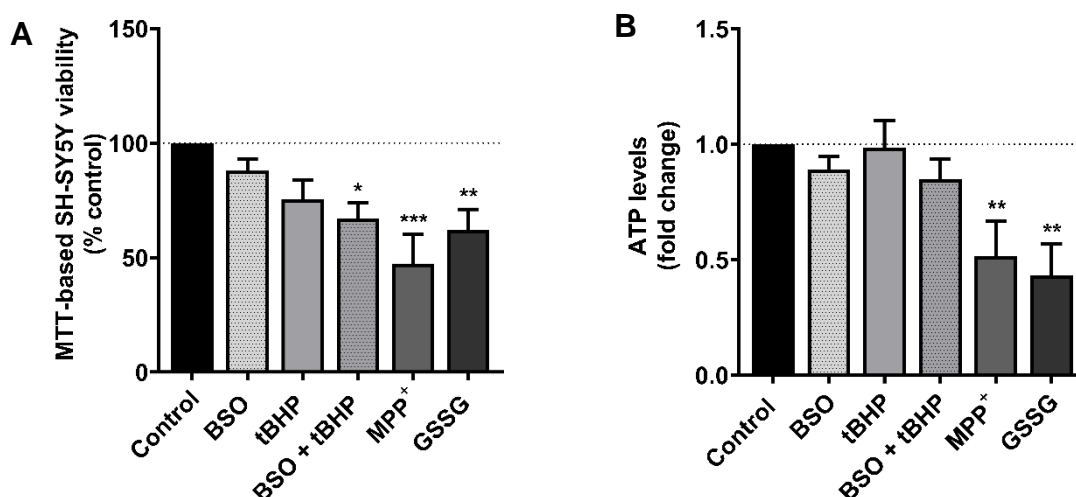 A
MTT-based SH-SY5Y viability
(% control)
150
100
50
0
*
***
**
Control
BSO
tBHP
BSO + tBHP
MPP⁺
GSSG
B
ATP levels
(fold change)
1.5
1.0
0.5
0.0
**
**
Control
BSO
tBHP
BSO + tBHP
MPP⁺
GSSG